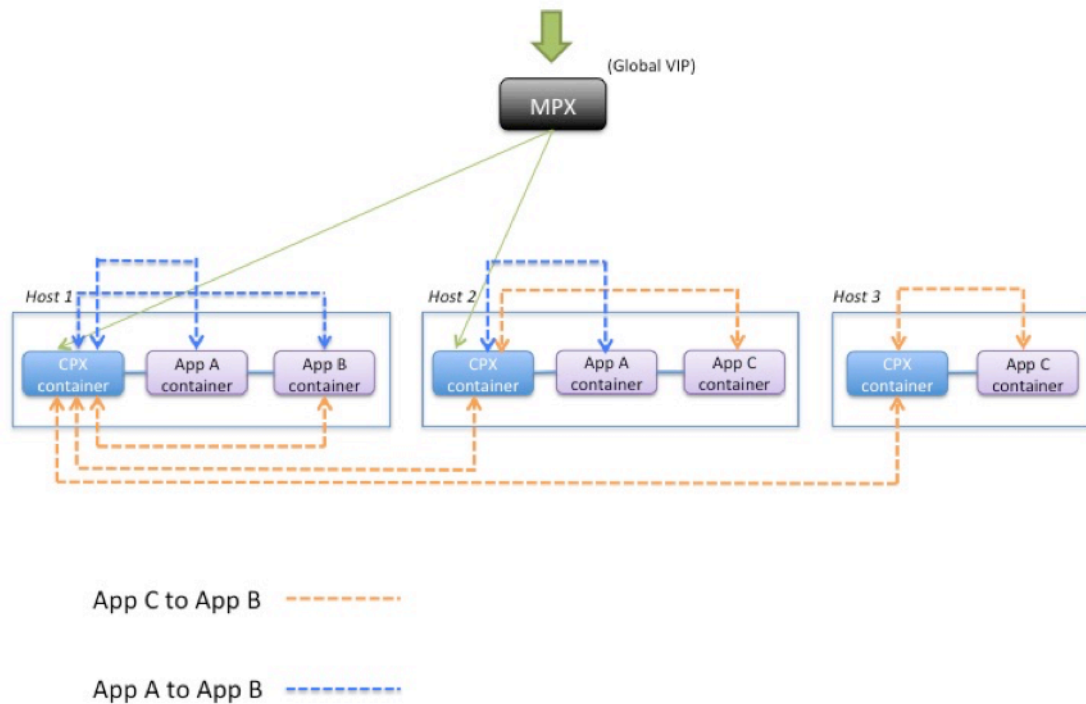 (Global VIP)
MPX
Host 1
Host 2
Host 3
CPX
container
App A
container
App B
container
CPX
container
App A
container
App C
container
CPX
container
App C
container
App C to App B
App A to App B